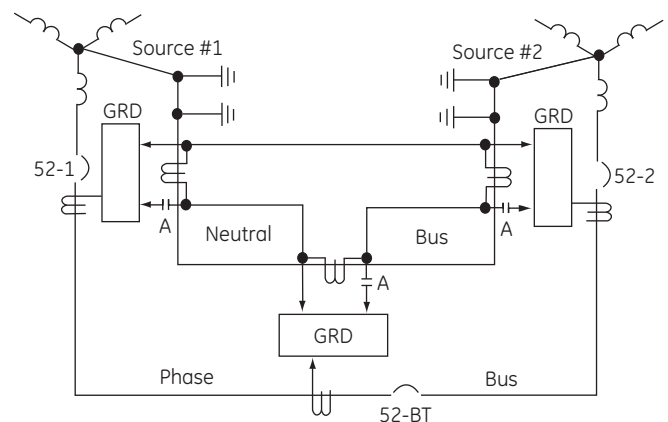 Source #1
Source #2
GRD
GRD
52-1
52-2
A
A
Neutral
Bus
A
GRD
Phase
Bus
52-BT